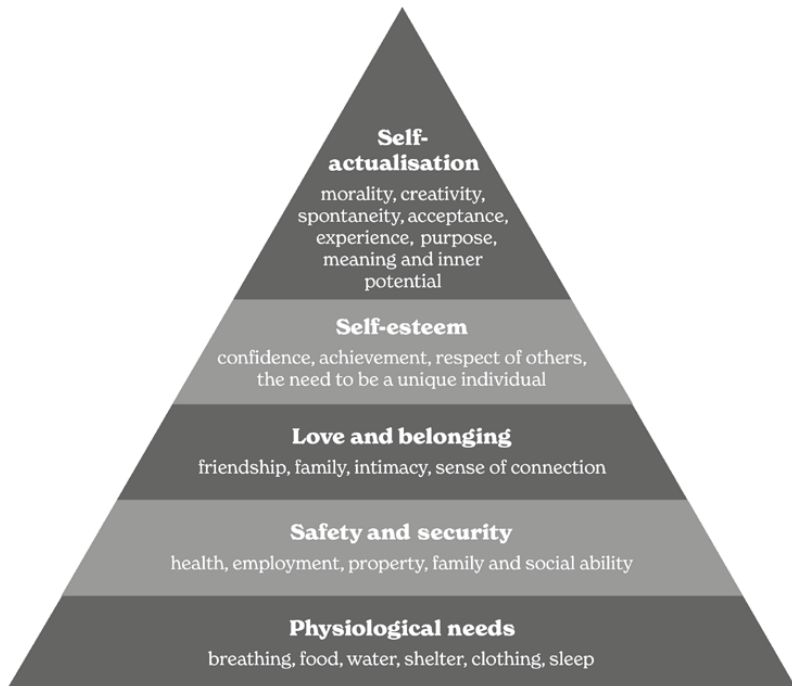 Self-
actualisation
morality, creativity,
spontaneity, acceptance,
experience, purpose,
meaning and inner
potential
Self-esteem
confidence, achievement, respect of others,
the need to be a unique individual
Love and belonging
friendship, family, intimacy, sense of connection
Safety and security
health, employment, property, family and social ability
Physiological needs
breathing, food, water, shelter, clothing, sleep